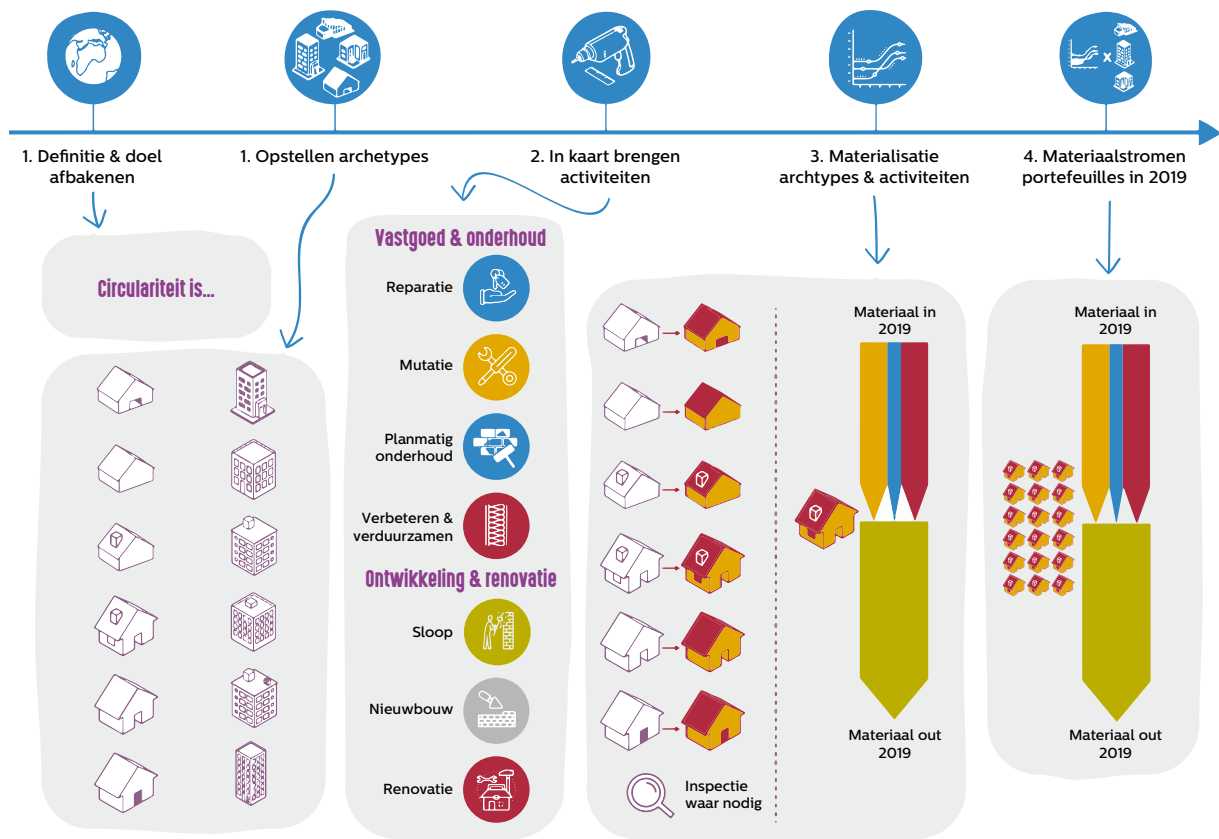 x
1. Definitie & doel
afbakenen
1. Opstellen archetypes
2. In kaart brengen
activiteiten
3. Materialisatie
archtypes & activiteiten
4. Materiaalstromen
portefeuilles in 2019
Circulariteit is...
Vastgoed & onderhoud
Reparatie
Mutatie
Planmatig
onderhoud
Verbeteren &
verduurzamen
Ontwikkeling & renovatie
Sloop
Nieuwbouw
Renovatie
Inspectie
waar nodig
Materiaal in
2019
Materiaal out
2019
Materiaal in
2019
Materiaal out
2019